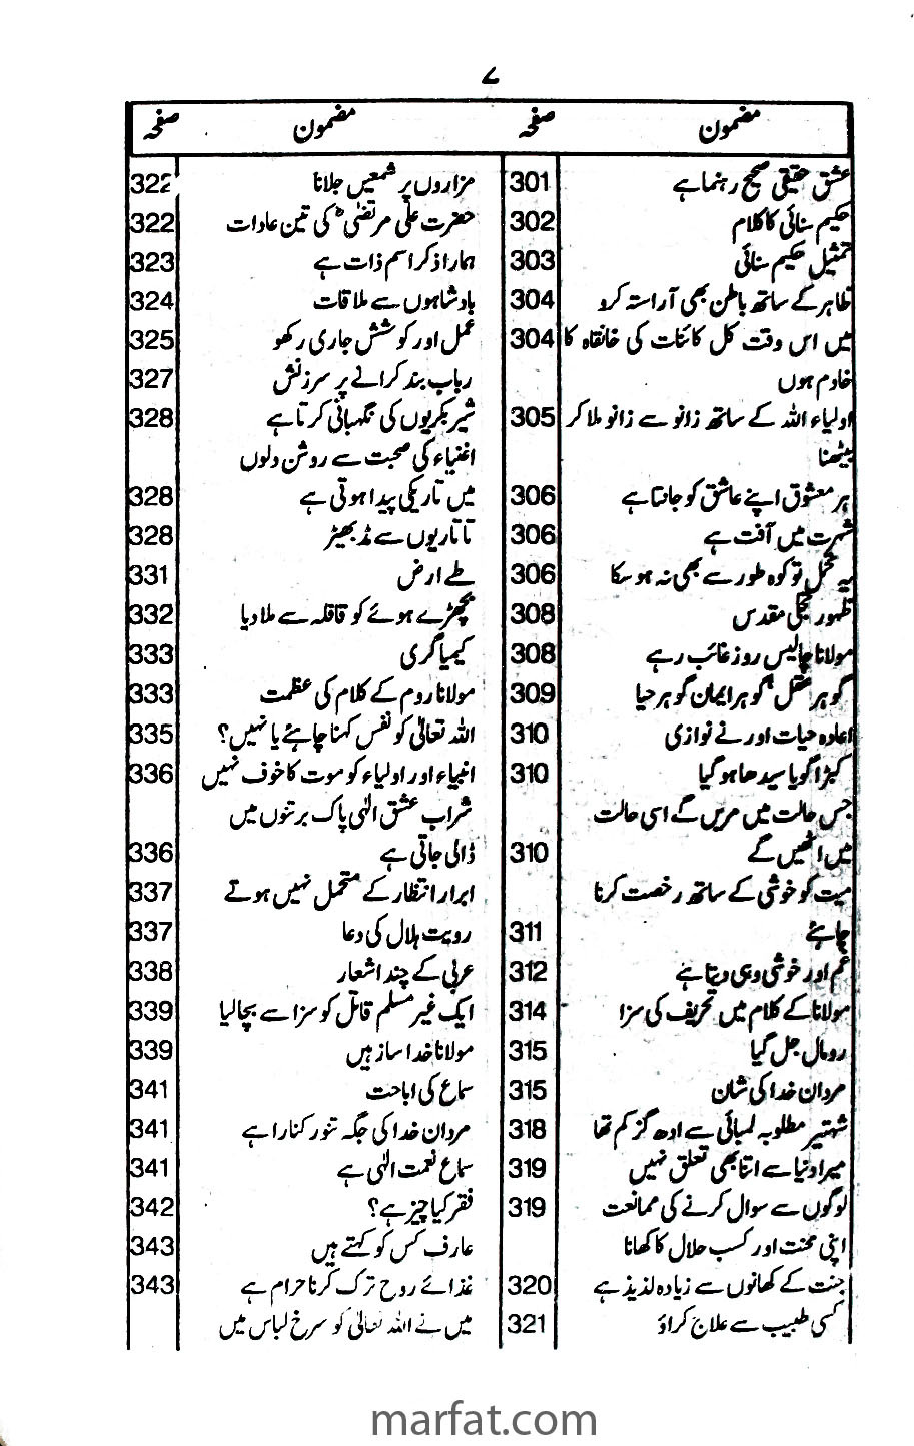 ۷
مضمون صفحہ
عشق حقیقی صحیح رہنما ہے 301
حکیم سنائی کا کلام 302
تمثیل حکیم سنائی 303
ظاہر کے ساتھ باطن بھی آراستہ کرو 304
میں اس وقت کل کائنات کی خانقاہ کا 304
خادم ہوں
اولیاء اللہ کے ساتھ زانو سے زانو ملا کر 305
بیٹھنا
ہر معشوق اپنے عاشق کو جانتا ہے 306
شہرت میں آفت ہے 306
یہ تحمل تو کوہ طور سے بھی نہ ہو سکا 306
ظہور تجلی مقدس 308
مولانا چالیس روز غائب رہے 308
گوہر عقل گوہر ایمان گوہر حیا 309
اعادہ حیات اور نے نوازی 310
کبڑا گویا سیدھا ہو گیا 310
جس حالت میں مریں گے اسی حالت
میں اٹھیں گے 310
میت کو خوشی کے ساتھ رخصت کرنا
چاہئے 311
غم اور خوشی وہی دیتا ہے 312
مولانا کے کلام میں تحریف کی سزا 314
رومال جل گیا 315
مردان خدا کی شان 315
شہتیر مطلوبہ لمبائی سے ادھ گز کم تھا 318
میرا دنیا سے اتنا بھی تعلق نہیں 319
لوگوں سے سوال کرنے کی ممانعت 319
اپنی محنت اور کسب حلال کا کھانا
جنت کے کھانوں سے زیادہ لذیذ ہے 320
کسی طبیب سے علاج کراؤ 321
مضمون صفحہ
مزاروں پر شمعیں جلانا 322
حضرت علی مرتضیٰؓ کی تین عادات 322
ہمارا ذکر اسم ذات ہے 323
بادشاہوں سے ملاقات 324
عمل اور کوشش جاری رکھو 325
رباب بند کرانے پر سرزنش 327
شیر بکریوں کی نگہبانی کرتا ہے 328
اغنیاء کی صحبت سے روشن دلوں
میں تاریکی پیدا ہوتی ہے 328
تاتاریوں سے مڈبھیڑ 328
طے ارض 331
بچھڑے ہوئے کو قافلہ سے ملا دیا 332
کیمیا گری 333
مولانا روم کے کلام کی عظمت 333
اللہ تعالیٰ کو نفس کہنا چاہئے یا نہیں؟ 335
انبیاء اور اولیاء کو موت کا خوف نہیں 336
شراب عشق الٰہی پاک برتنوں میں
ڈالی جاتی ہے 336
ابرار انتظار کے متحمل نہیں ہوتے 337
رویت ہلال کی دعا 337
عربی کے چند اشعار 338
ایک غیر مسلم قاتل کو سزا سے بچا لیا 339
مولانا خدا ساز ہیں 339
سماع کی اباحت 341
مردان خدا کی جگہ تنور کنارا ہے 341
سماع نعمت الٰہی ہے 341
فقر کیا چیز ہے؟ 342
عارف کس کو کہتے ہیں 343
غذائے روح ترک کرنا حرام ہے 343
میں نے اللہ تعالیٰ کو سرخ لباس میں
marfat.com